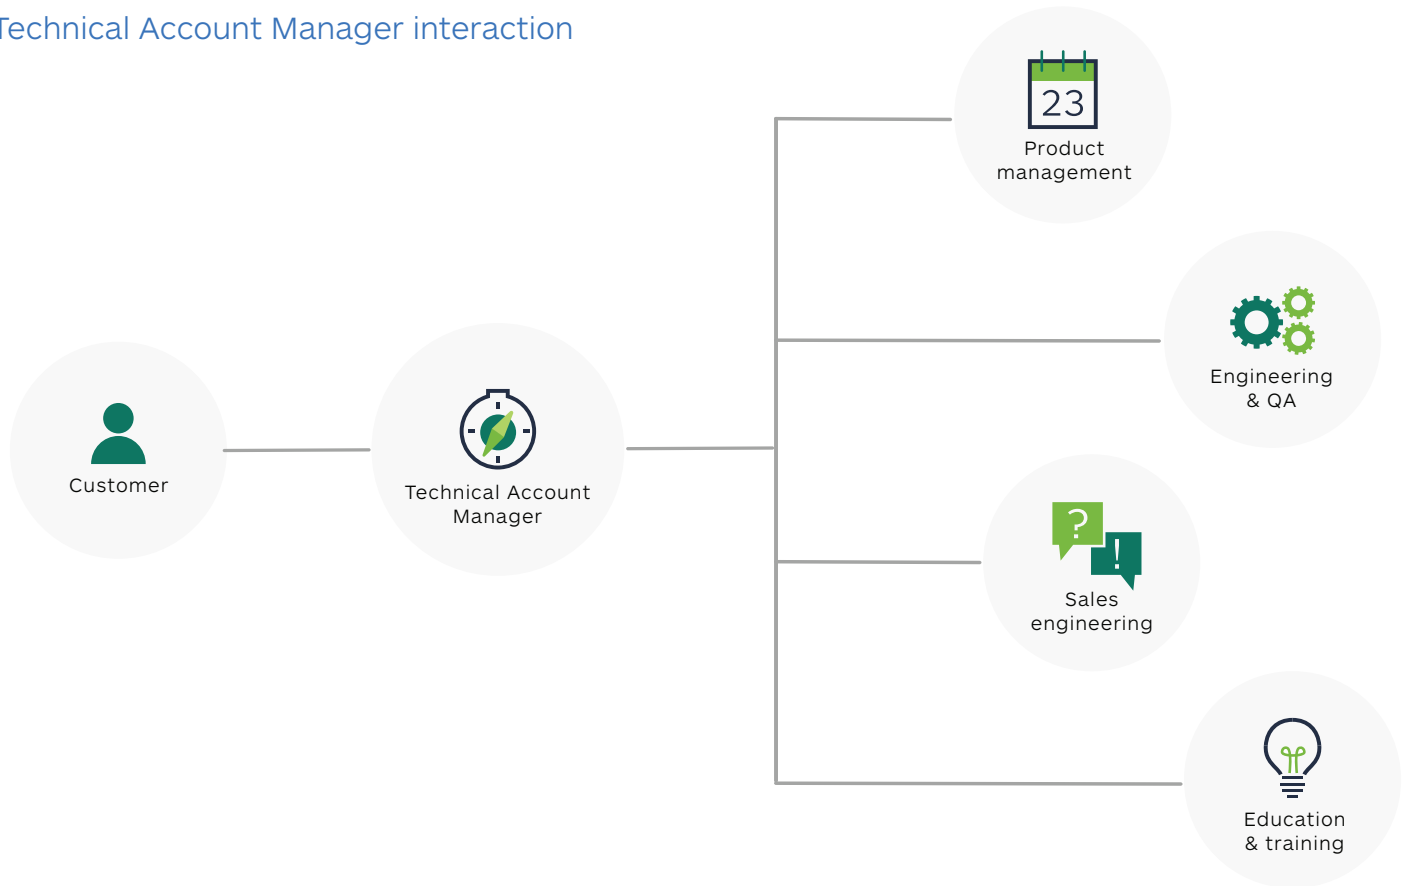 Technical Account Manager interaction
23
Product
management
Engineering
& QA
Customer
Technical Account
Manager
?
!
Sales
engineering
Education
& training